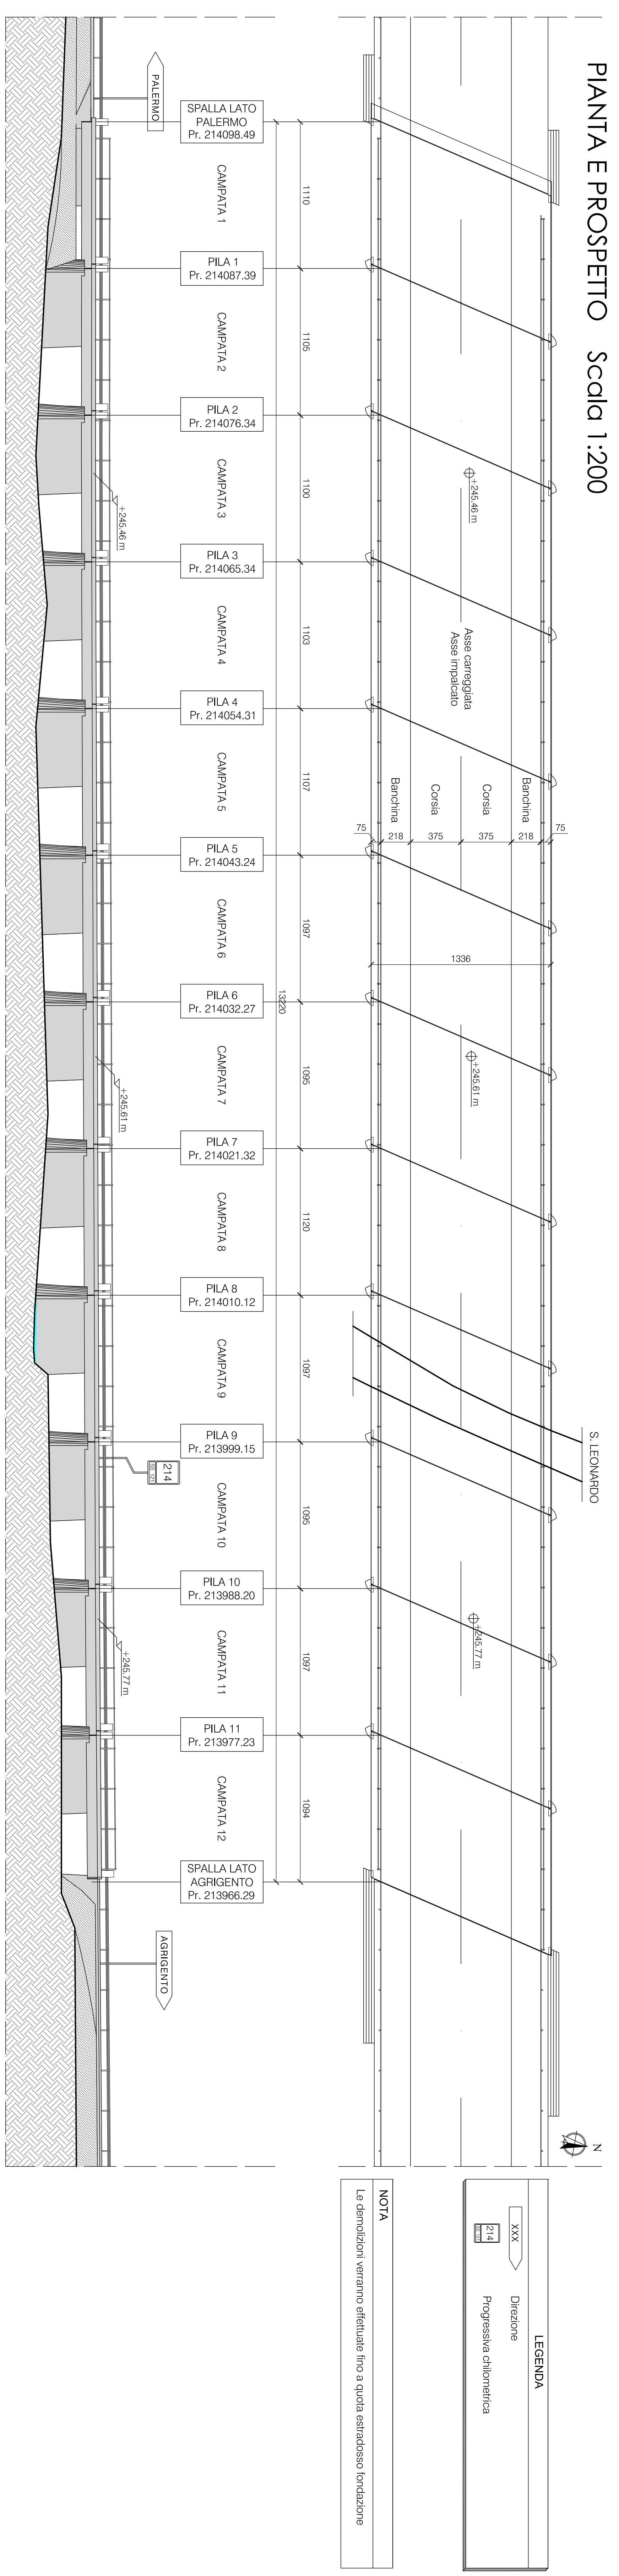 PIANTA E PROSPETTO Scala 1:200
PALERMO
SPALLA LATO
PALERMO
Pr. 214098.49
CAMPATA 1
1110
PILA 1
Pr. 214087.39
CAMPATA 2
1105
PILA 2
Pr. 214076.34
CAMPATA 3
1100
+245.46 m
+245.46 m
PILA 3
Pr. 214065.34
CAMPATA 4
1103
Asse carreggiata
Asse impalcato
PILA 4
Pr. 214054.31
CAMPATA 5
1107
Banchina
Corsia
Corsia
Banchina
75
218
375
375
218
75
PILA 5
Pr. 214043.24
CAMPATA 6
1097
1336
PILA 6
Pr. 214032.27
13220
CAMPATA 7
1095
+245.61 m
+245.61 m
PILA 7
Pr. 214021.32
CAMPATA 8
1120
PILA 8
Pr. 214010.12
CAMPATA 9
1097
S. LEONARDO
PILA 9
Pr. 213999.15
214
CAMPATA 10
1095
PILA 10
Pr. 213988.20
CAMPATA 11
1097
+245.77 m
+245.77 m
PILA 11
Pr. 213977.23
CAMPATA 12
1094
SPALLA LATO
AGRIGENTO
Pr. 213966.29
AGRIGENTO
N
LEGENDA
XXX
Direzione
214
Progressiva chilometrica
NOTA
Le demolizioni verranno effettuate fino a quota estradosso fondazione